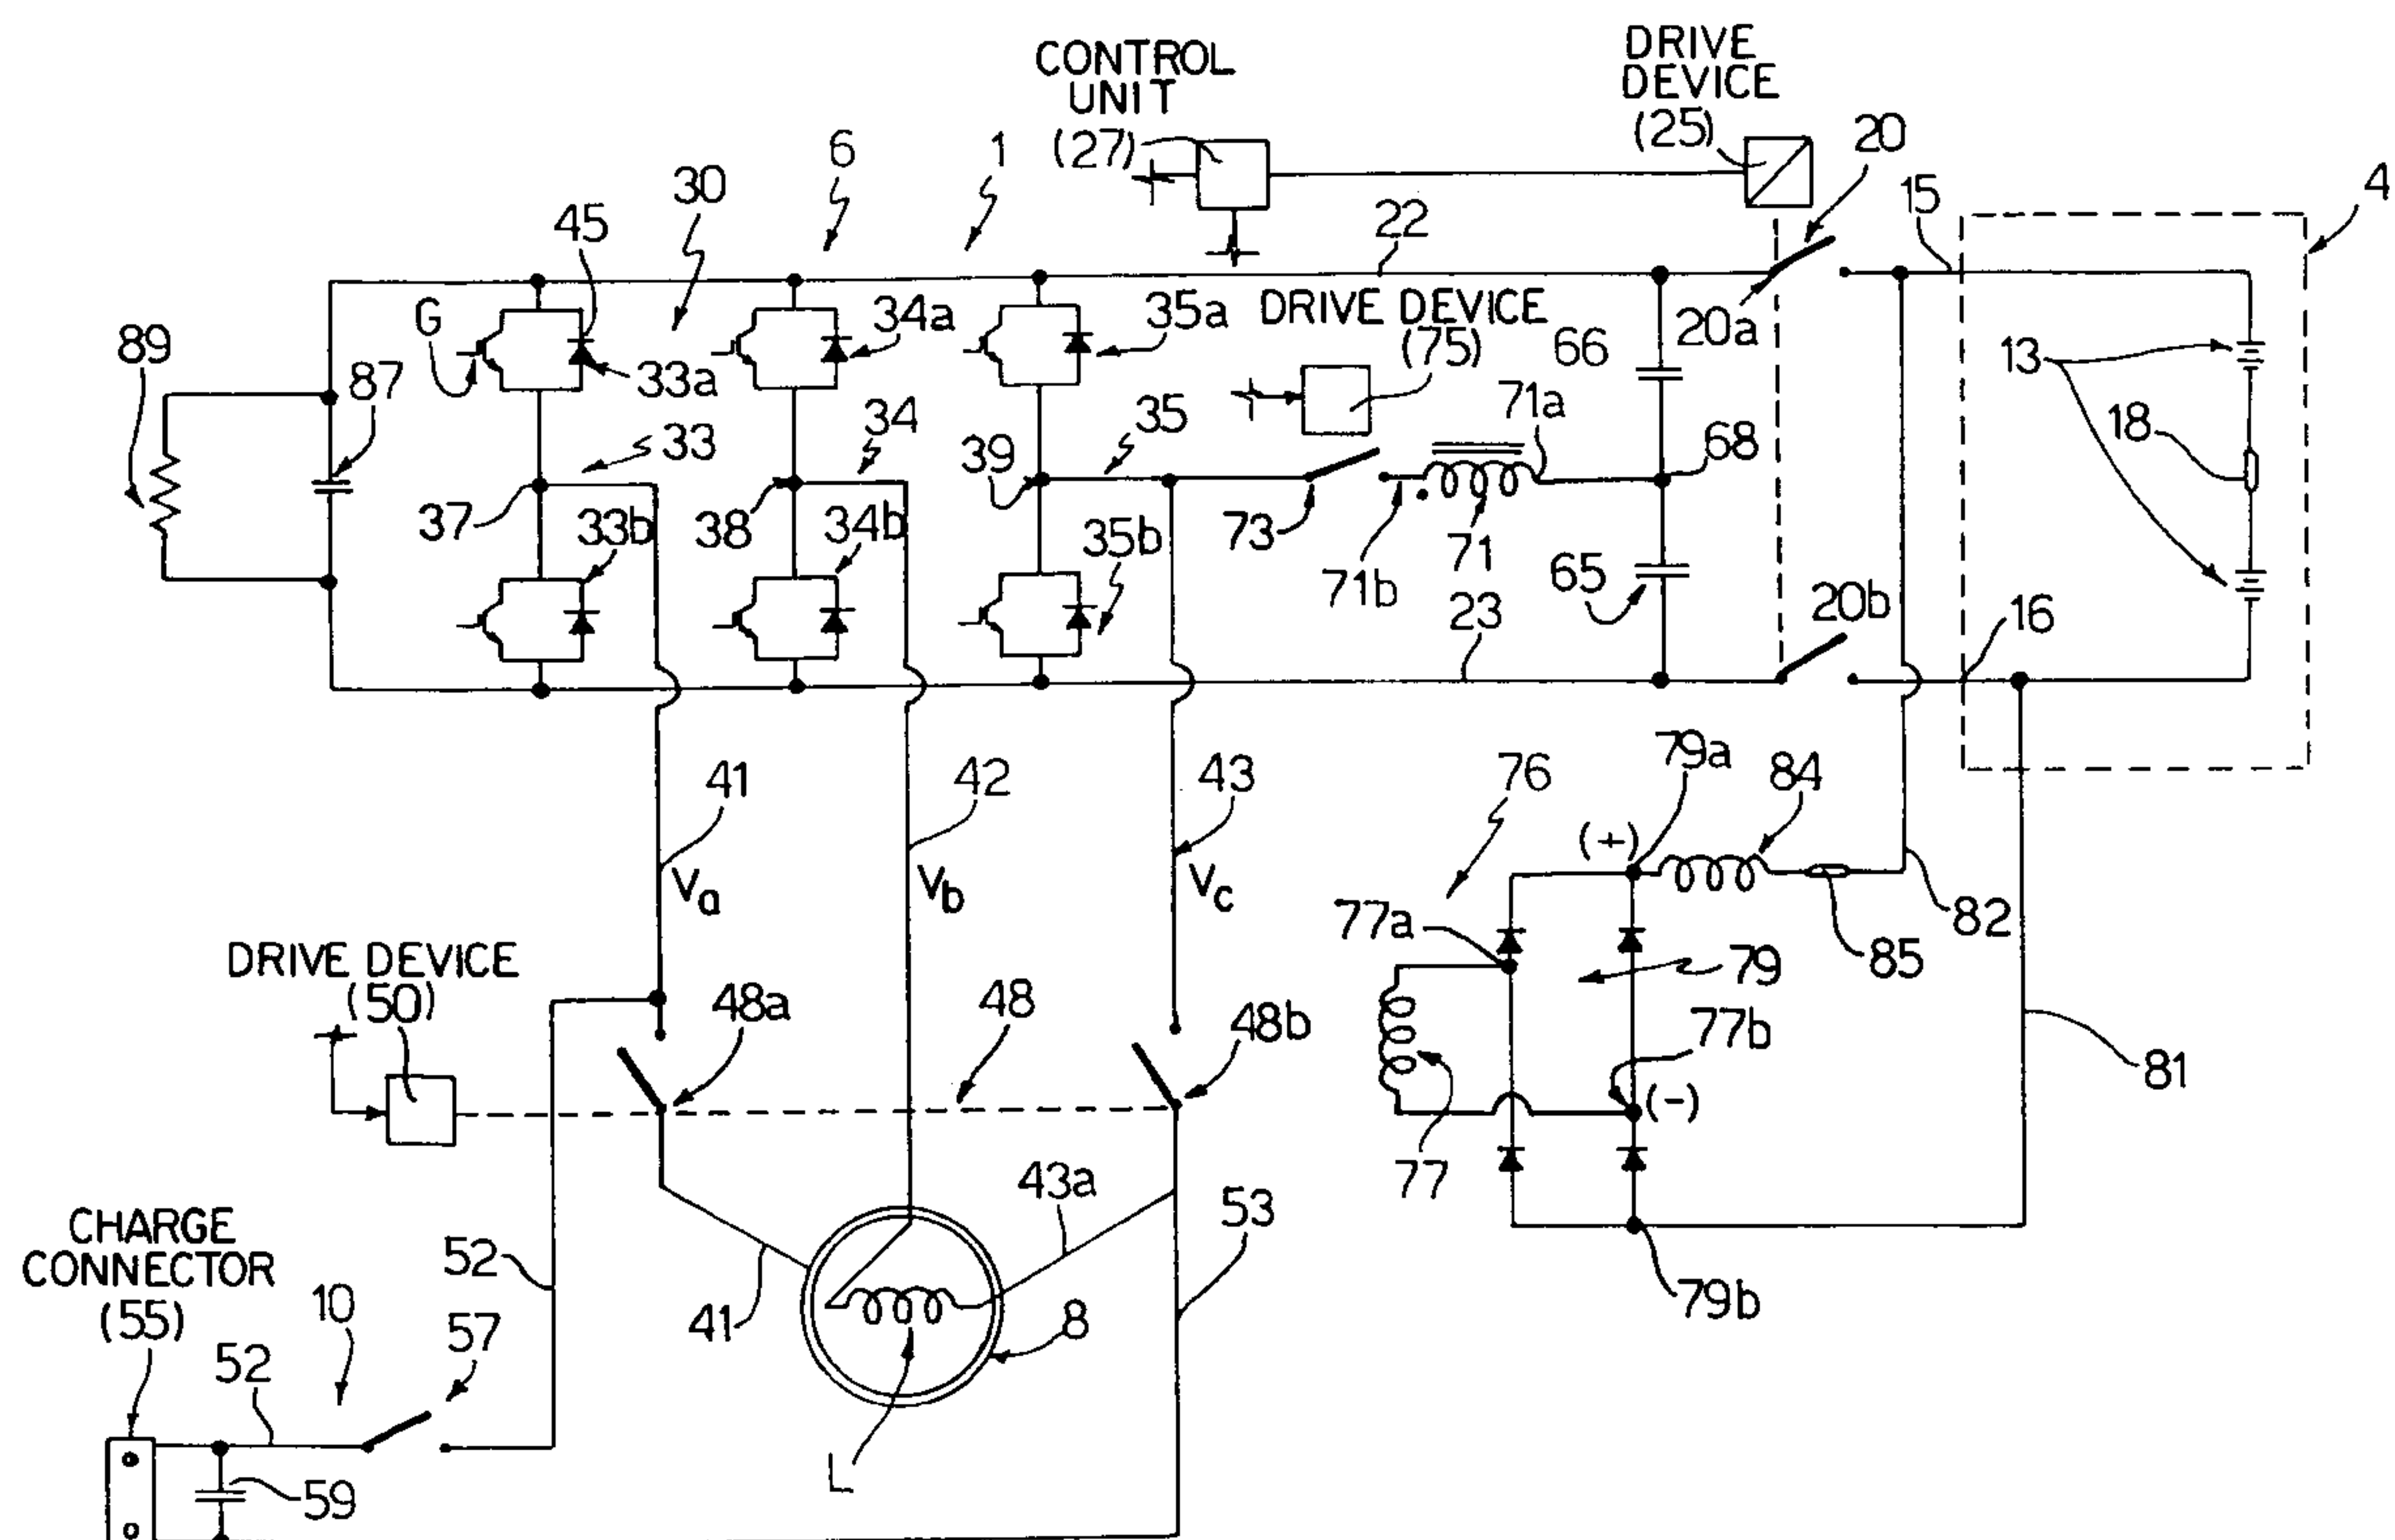 CONTROL
UNIT
(27)
DRIVE
DEVICE
(25)
20
6
1
30
4
45
22
15
G
34a
35a
DRIVE DEVICE
(75)
20a
66
89
87
33a
13
71a
18
33
34
39
35
68
37
33b
38
34b
35b
73
71b
71
65
20b
23
16
41
42
43
76
79a
84
(+)
Va
Vb
Vc
77a
82
85
DRIVE DEVICE
(50)
48a
48
48b
79
77b
(-)
81
77
43a
53
CHARGE
CONNECTOR
(55)
52
10
57
41
8
79b
52
L
59